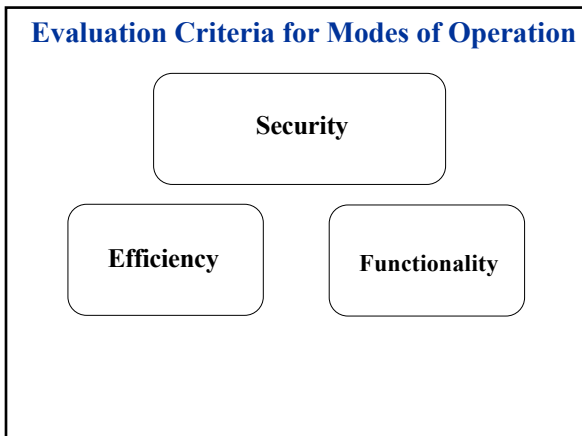 Evaluation Criteria for Modes of Operation
Security
Efficiency
Functionality